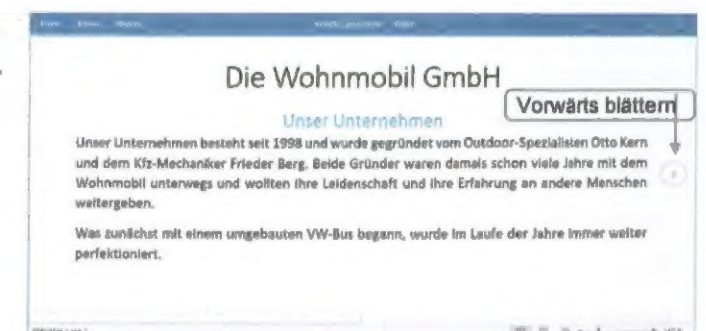 Die Wohnmobil GmbH
Vorwärts blättern
Unser Unternehmen
Unser Unternehmen besteht seit 1998 und wurde gegründet vom Outdoor-Spezialisten Otto Kern
und dem Kfz-Mechaniker Frieder Berg. Beide Gründer waren damals schon viele Jahre mit dem
Wohnmobil unterwegs und wollten ihre Leidenschaft und ihre Erfahrung an andere Menschen
weitergeben.
Was zunächst mit einem umgebauten VW-Bus begann, wurde im Laufe der Jahre immer weiter
perfektioniert.